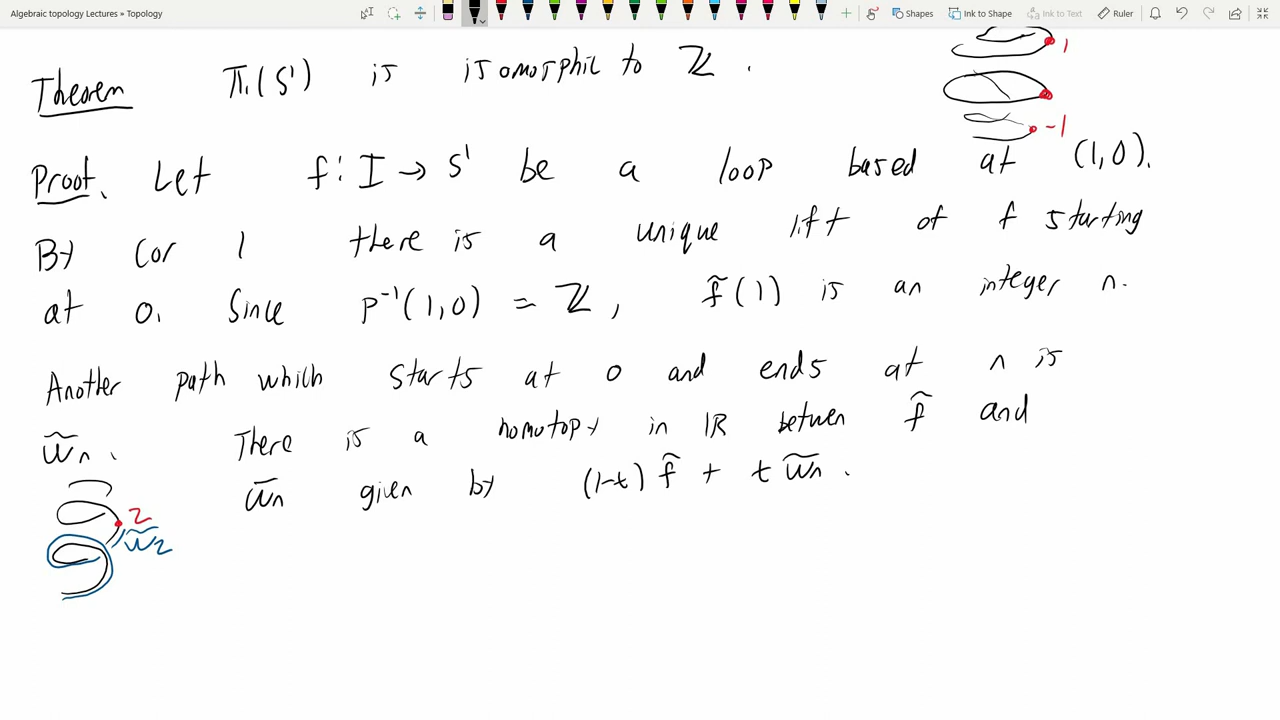 Algebraic topology Lectures » Topology
Shapes Ink to Shape Ink to Text Ruler
Theorem π₁(S¹) is isomorphic to ℤ.
1
-1
Proof. Let f: I → S¹ be a loop based at (1,0).
By Cor 1 there is a unique lift of f starting
at 0. Since p⁻¹(1,0) = ℤ, f̃(1) is an integer n.
Another path which starts at 0 and ends at n is
w̃n. There is a homotopy in ℝ betwen f̃ and
w̃n given by (1-t) f̃ + t w̃n.
2
w̃2